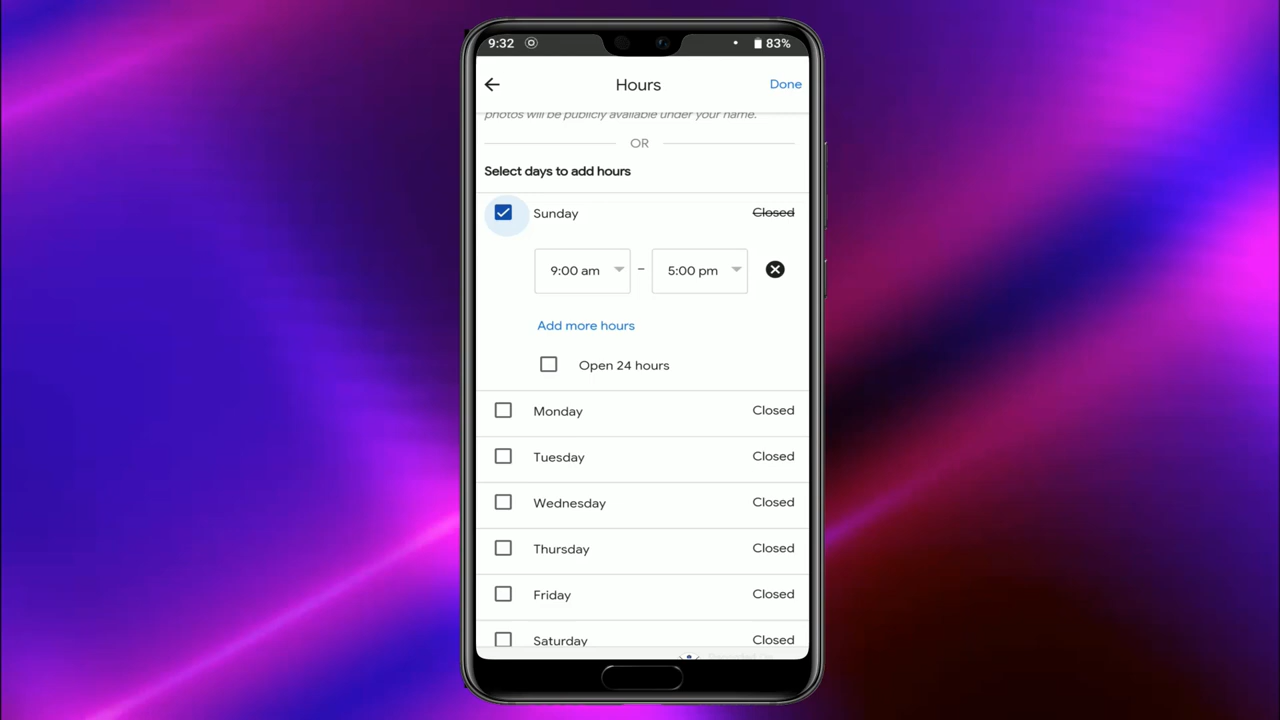 9:32
83%
Hours
Done
photos will be publicly available under your name.
OR
Select days to add hours
Sunday
Closed
9:00 am - 5:00 pm
Add more hours
Open 24 hours
Monday
Closed
Tuesday
Closed
Wednesday
Closed
Thursday
Closed
Friday
Closed
Saturday
Closed